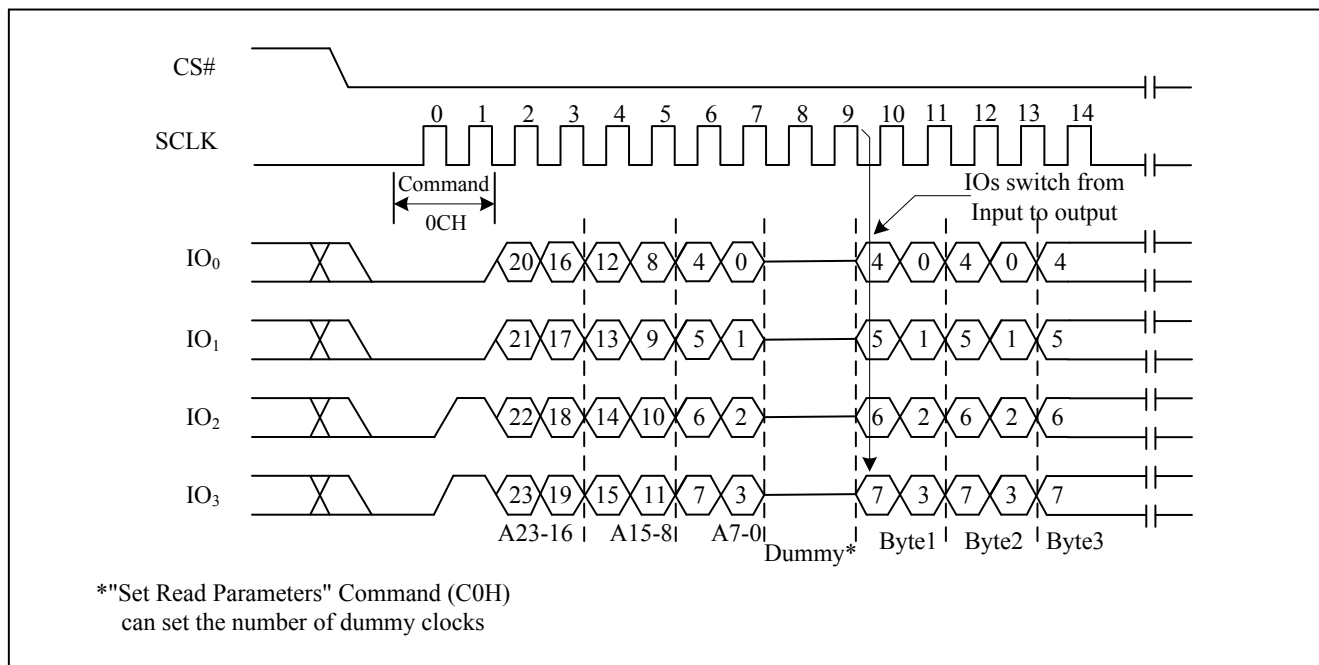 CS#
0 1 2 3 4 5 6 7 8 9 10 11 12 13 14
SCLK
Command
0CH
IOs switch from
Input to output
IO₀ 20 16 12 8 4 0 4 0 4 0 4
IO₁ 21 17 13 9 5 1 5 1 5 1 5
IO₂ 22 18 14 10 6 2 6 2 6 2 6
IO₃ 23 19 15 11 7 3 7 3 7 3 7
A23-16 A15-8 A7-0 Dummy* Byte1 Byte2 Byte3
*"Set Read Parameters" Command (C0H)
can set the number of dummy clocks